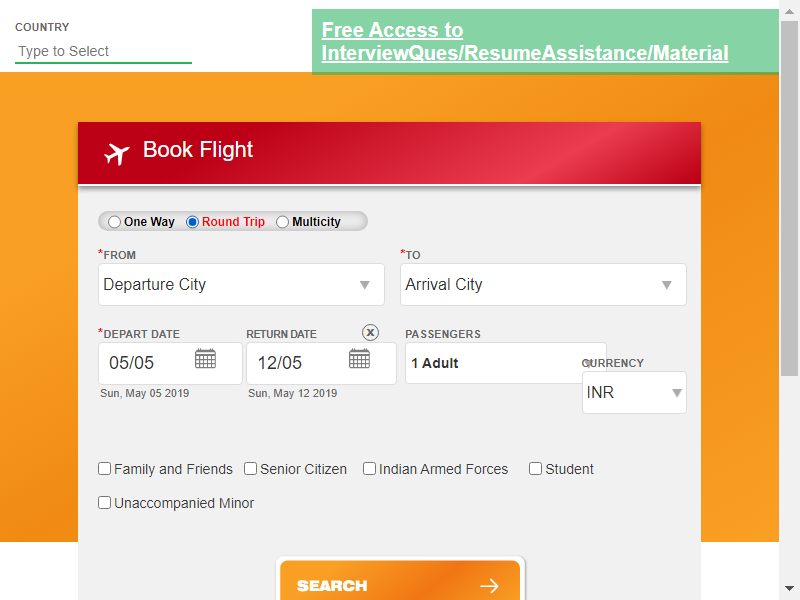 COUNTRY
Type to Select
Free Access to
InterviewQues/ResumeAssistance/Material
Book Flight
One Way Round Trip Multicity
*FROM *TO
Departure City Arrival City
*DEPART DATE RETURN DATE PASSENGERS
05/05 12/05 1 Adult
CURRENCY
INR
Sun, May 05 2019 Sun, May 12 2019
Family and Friends Senior Citizen Indian Armed Forces Student
Unaccompanied Minor
SEARCH